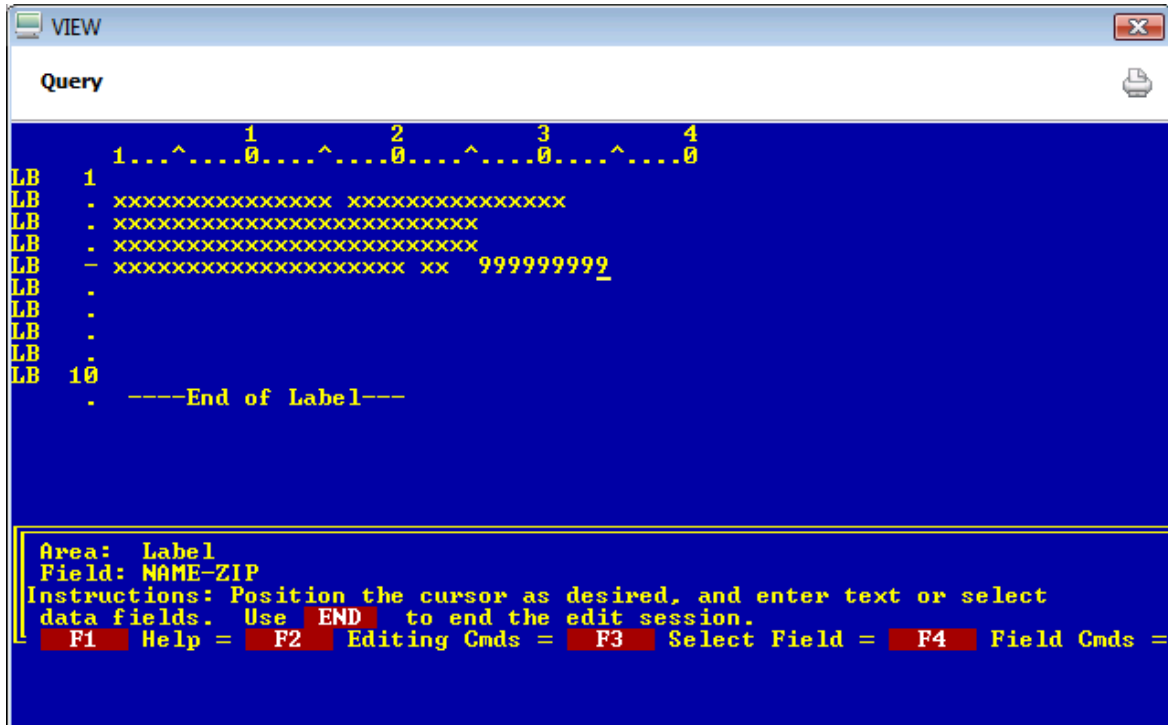 VIEW
Query
1 2 3 4
1...^....0....^....0....^....0....^....0
LB 1
LB . xxxxxxxxxxxxxxx xxxxxxxxxxxxxxx
LB . xxxxxxxxxxxxxxxxxxxxxxxxx
LB . xxxxxxxxxxxxxxxxxxxxxxxxx
LB - xxxxxxxxxxxxxxxxxxxx xx 999999999
LB .
LB .
LB .
LB .
LB 10
. ----End of Label---
Area: Label
Field: NAME-ZIP
Instructions: Position the cursor as desired, and enter text or select
data fields. Use END to end the edit session.
F1 Help = F2 Editing Cmds = F3 Select Field = F4 Field Cmds =